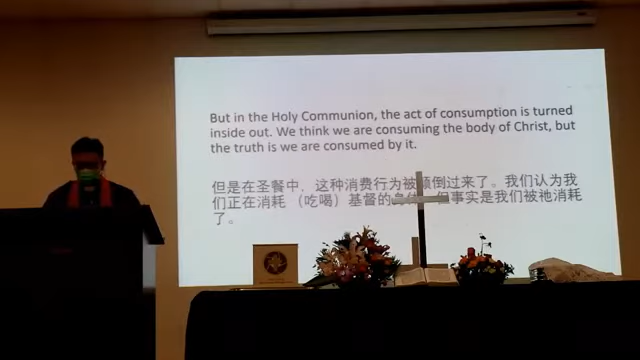 But in the Holy Communion, the act of consumption is turned
inside out. We think we are consuming the body of Christ, but
the truth is we are consumed by it.
但是在圣餐中，这种消费行为被颠倒过来了。我们认为我
们正在消耗 （吃喝）基督的身体，但事实是我们被祂消耗
了。